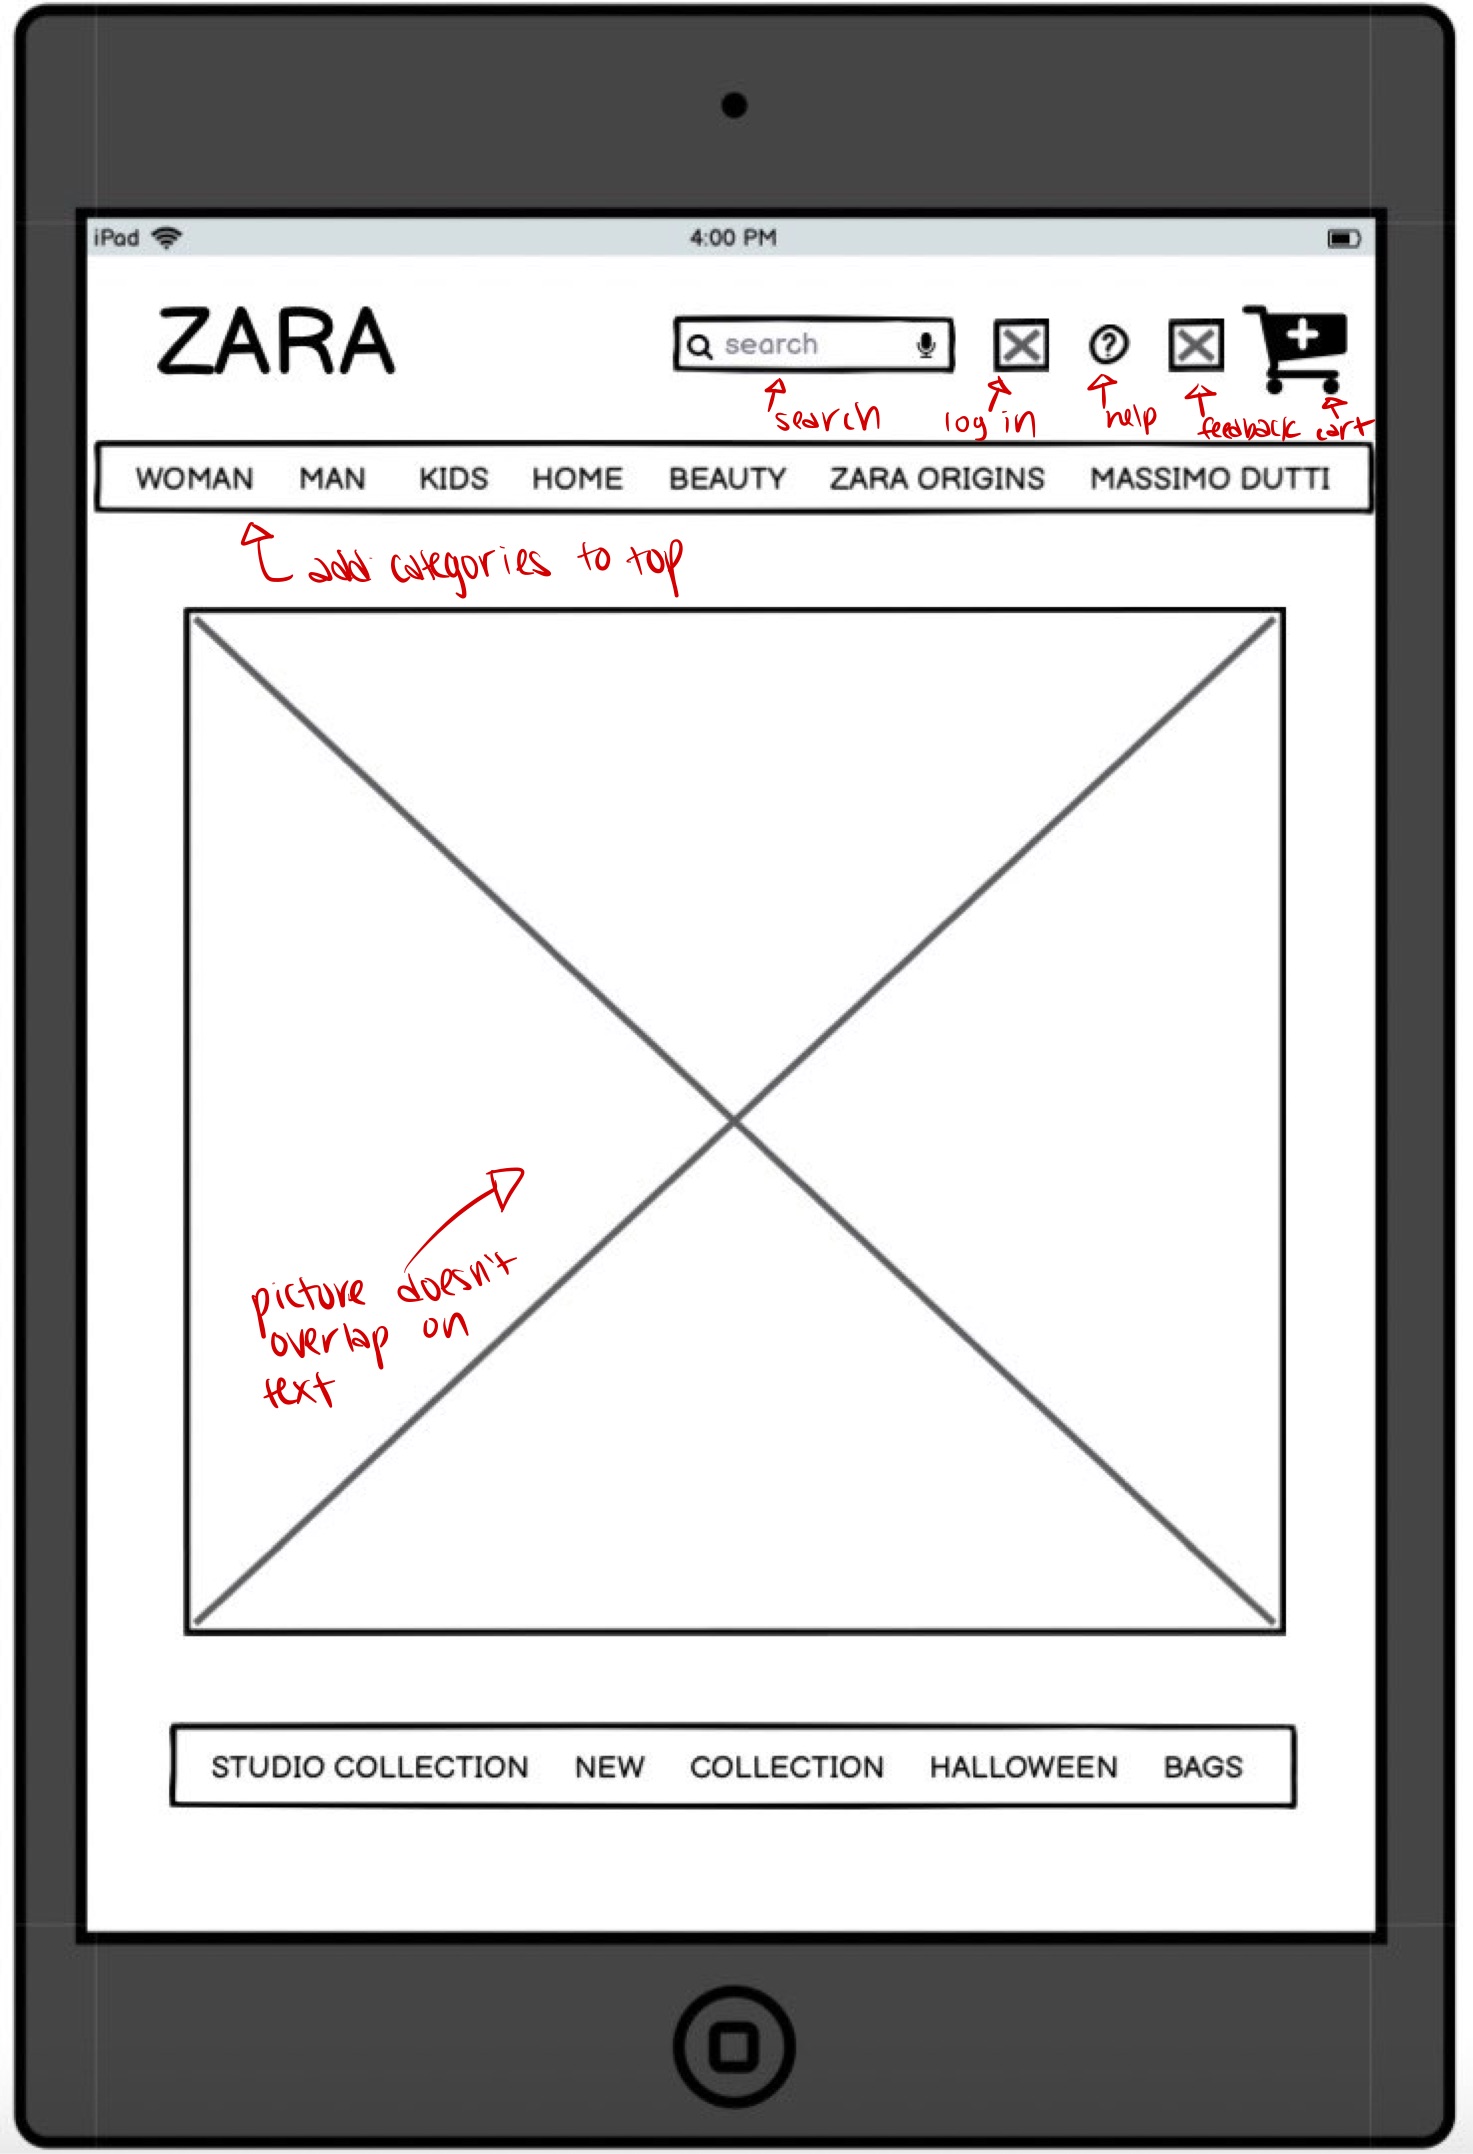 iPad 4:00 PM
ZARA
search
search log in help feedback cart
WOMAN MAN KIDS HOME BEAUTY ZARA ORIGINS MASSIMO DUTTI
add categories to top
picture doesn't
overlap on
text
STUDIO COLLECTION NEW COLLECTION HALLOWEEN BAGS